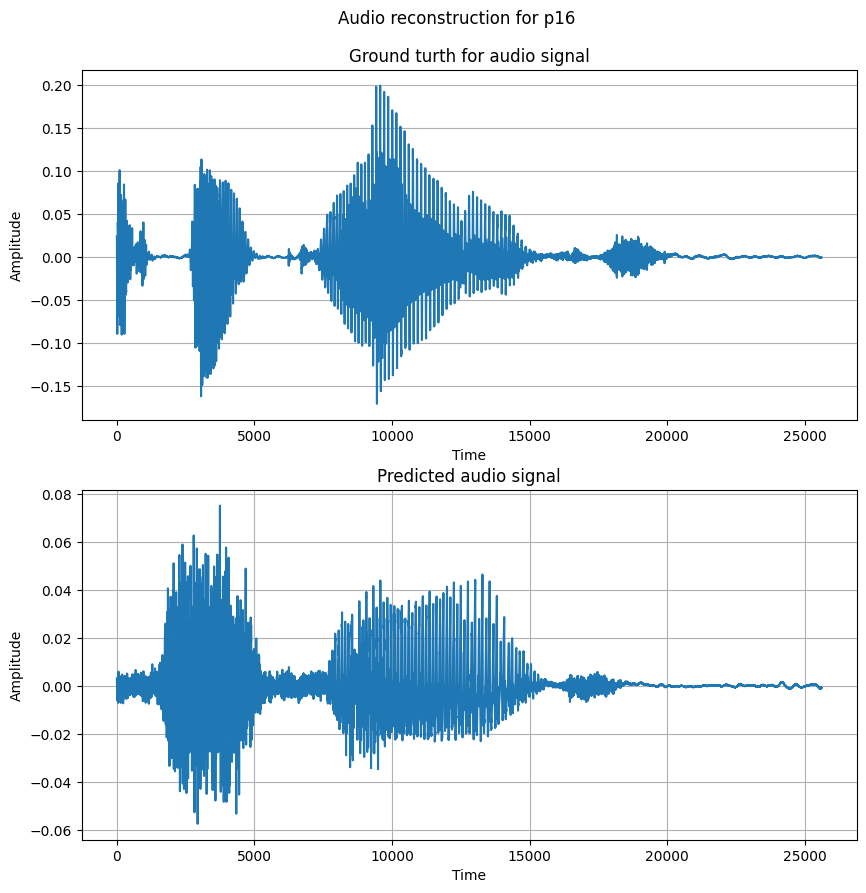 Audio reconstruction for p16
Ground turth for audio signal
0.20
0.15
0.10
0.05
0.00
−0.05
−0.10
−0.15
Amplitude
0 5000 10000 15000 20000 25000
Time
Predicted audio signal
0.08
0.06
0.04
0.02
0.00
−0.02
−0.04
−0.06
Amplitude
0 5000 10000 15000 20000 25000
Time